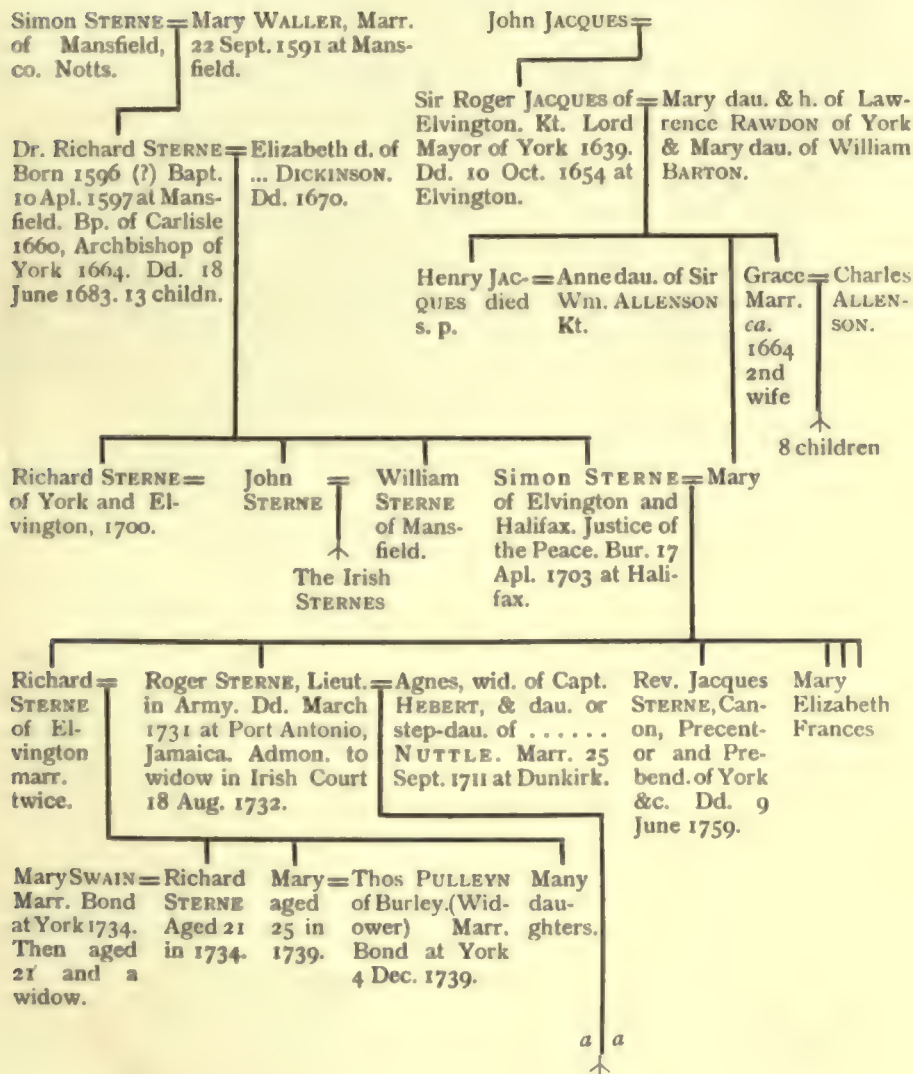 Simon STERNE = Mary WALLER, Marr.
of Mansfield, 22 Sept. 1591 at Mans-
co. Notts. field.
John JACQUES =
Sir Roger JACQUES of = Mary dau. & h. of Law-
Elvington. Kt. Lord rence RAWDON of York
Mayor of York 1639. & Mary dau. of William
Dd. 10 Oct. 1654 at BARTON.
Elvington.
Dr. Richard STERNE = Elizabeth d. of
Born 1596 (?) Bapt. ... DICKINSON.
10 Apl. 1597 at Mans- Dd. 1670.
field. Bp. of Carlisle
1660, Archbishop of
York 1664. Dd. 18
June 1683. 13 childn.
Henry JAC- = Anne dau. of Sir
QUES died Wm. ALLENSON
s. p. Kt.
Grace = Charles
Marr. ALLEN-
ca. SON.
1664
2nd
wife
8 children
Richard STERNE =
of York and El-
vington, 1700.
John =
STERNE
The Irish
STERNES
William
STERNE
of Mans-
field.
Simon STERNE = Mary
of Elvington and
Halifax. Justice of
the Peace. Bur. 17
Apl. 1703 at Hali-
fax.
Richard =
STERNE
of El-
vington
marr.
twice.
Roger STERNE, Lieut. = Agnes, wid. of Capt.
in Army. Dd. March HEBERT, & dau. or
1731 at Port Antonio, step-dau. of ......
Jamaica. Admon. to NUTTLE. Marr. 25
widow in Irish Court Sept. 1711 at Dunkirk.
18 Aug. 1732.
Rev. Jacques
STERNE, Can-
on, Precent-
or and Pre-
bend. of York
&c. Dd. 9
June 1759.
Mary
Elizabeth
Frances
Mary SWAIN = Richard
Marr. Bond STERNE
at York 1734. Aged 21
Then aged in 1734.
21 and a
widow.
Mary = Thos PULLEYN
aged of Burley. (Wid-
25 in ower) Marr.
1739. Bond at York
4 Dec. 1739.
Many
dau-
ghters.
a a